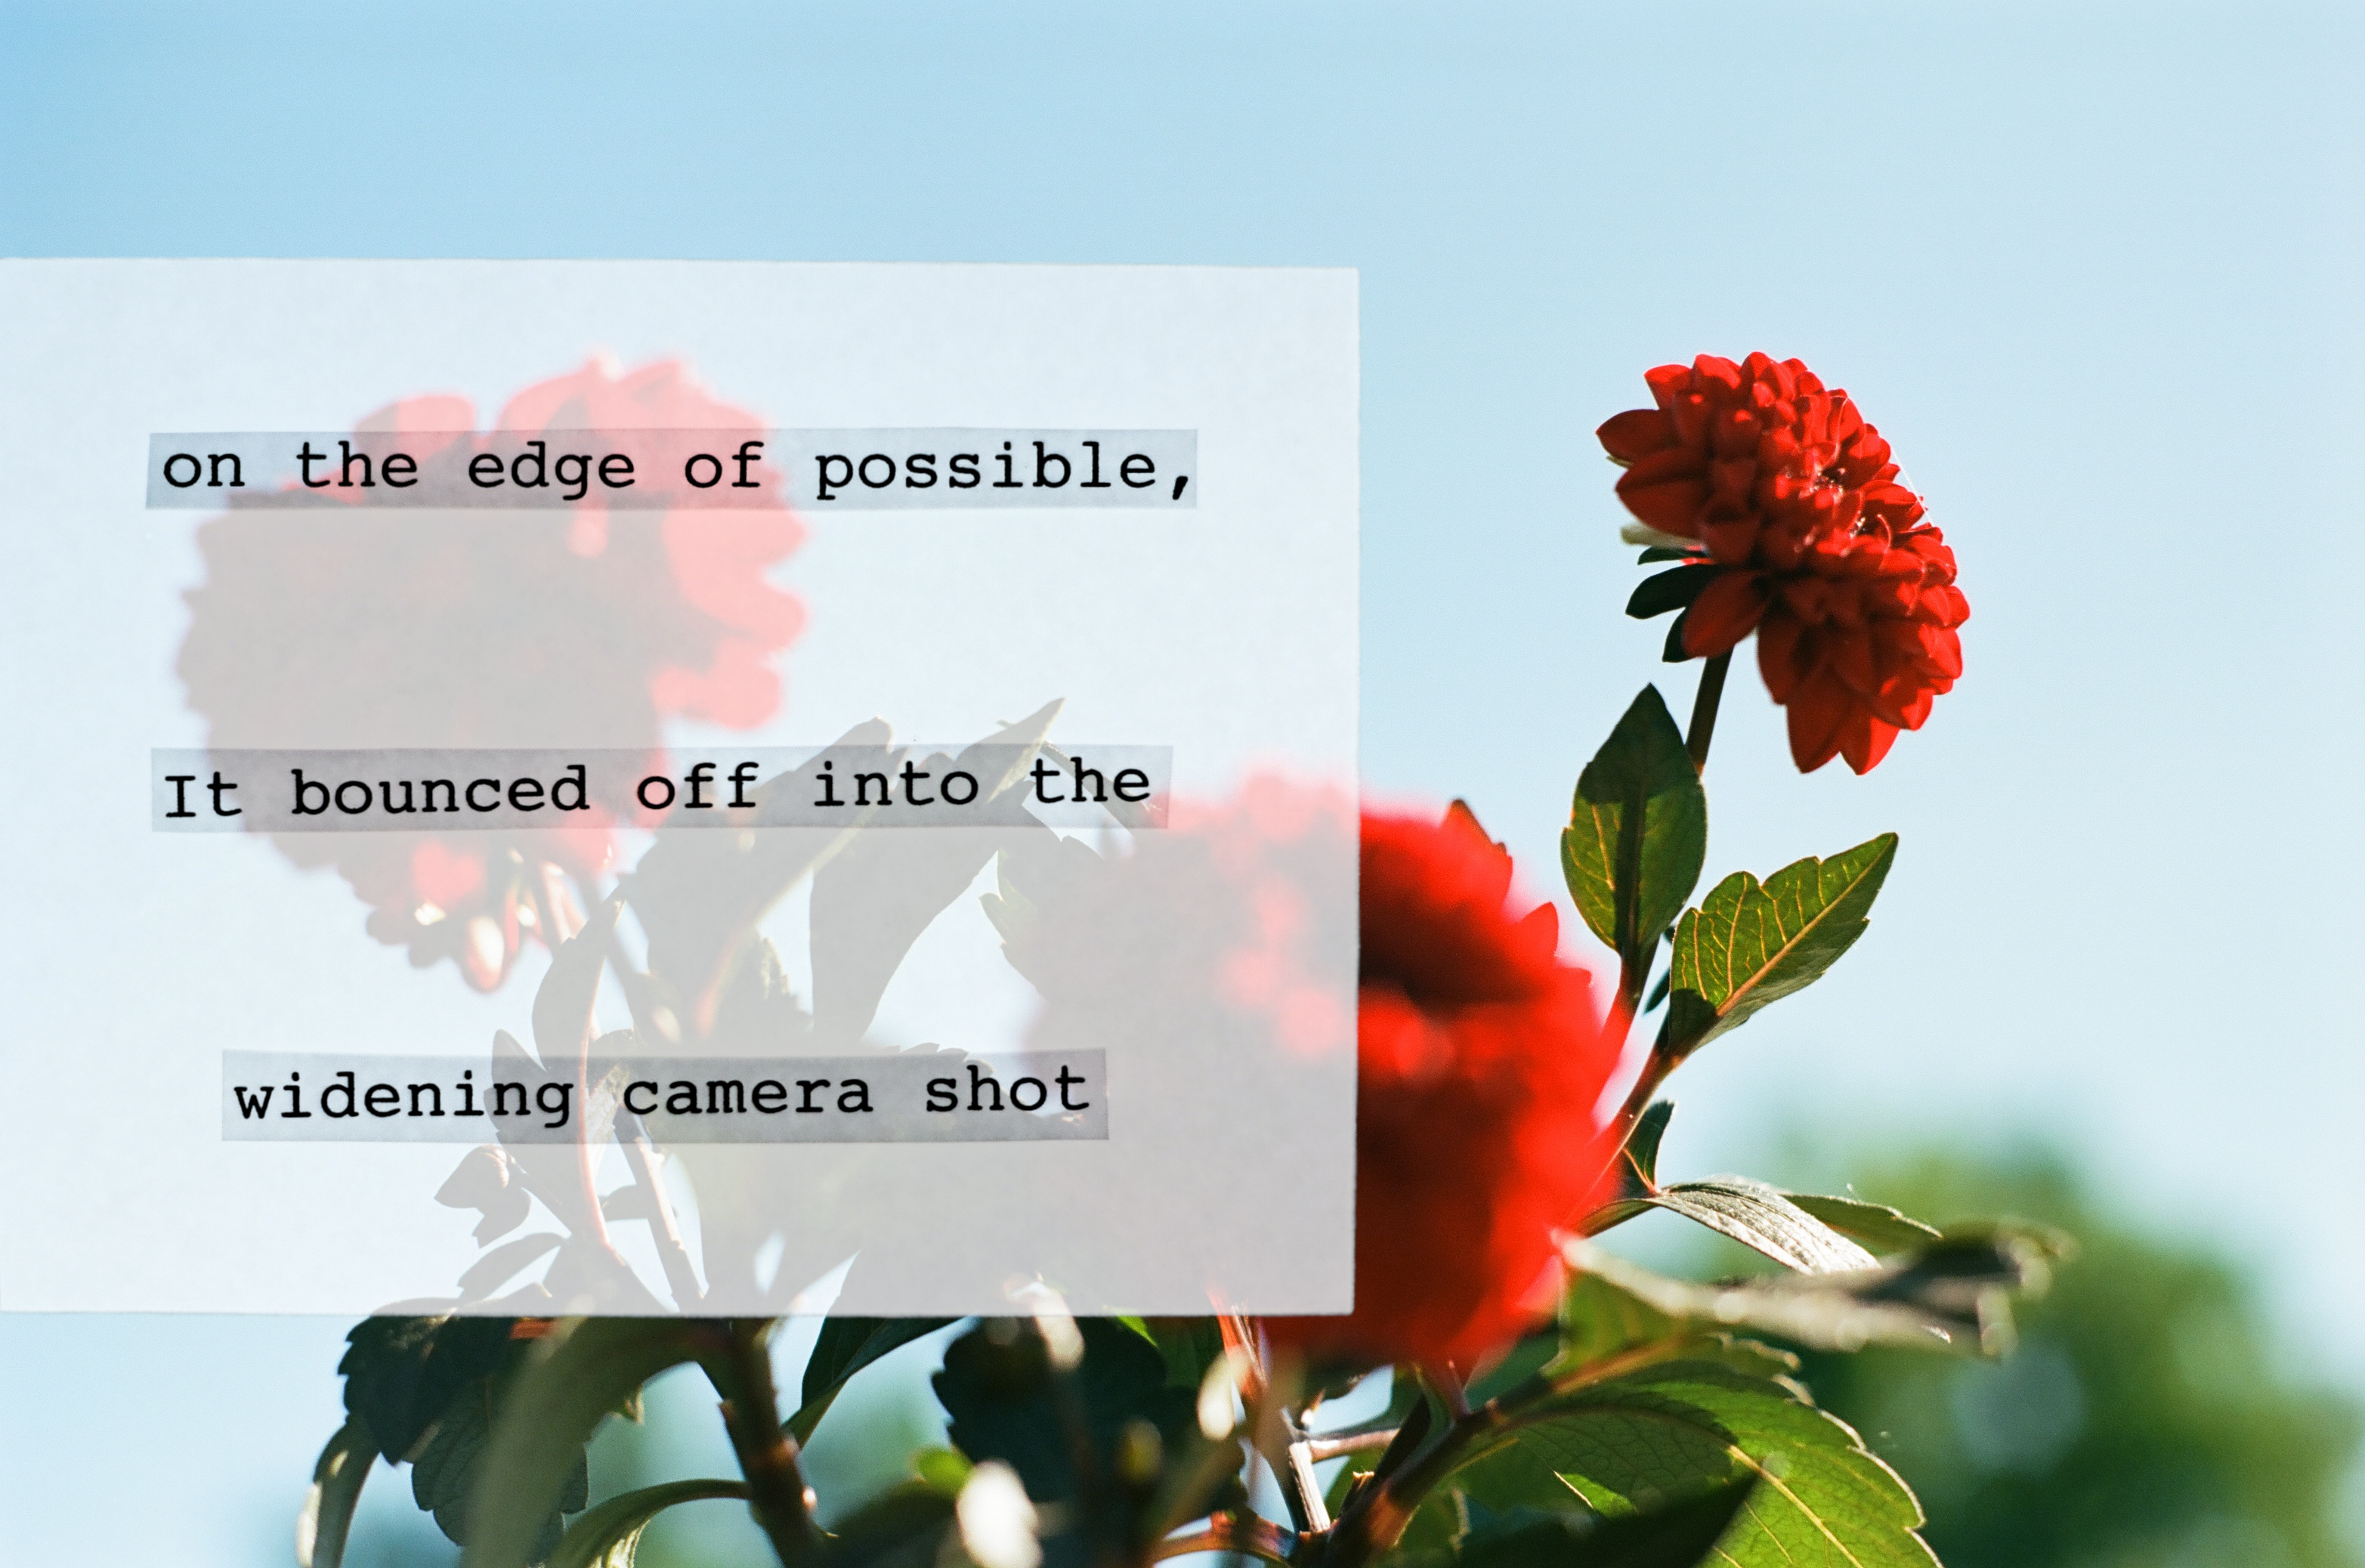 on the edge of possible,
It bounced off into the
widening camera shot